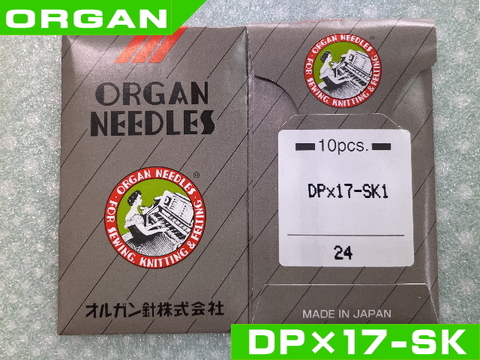 ORGAN
ORGAN
NEEDLES
®
ORGAN NEEDLES
FOR SEWING, KNITTING & FELTING
オルガン針株式会社
®
ORGAN NEEDLES
FOR SEWING, KNITTING & FELTING
10pcs.
DPx17-SK1
24
MADE IN JAPAN
DP×17-SK